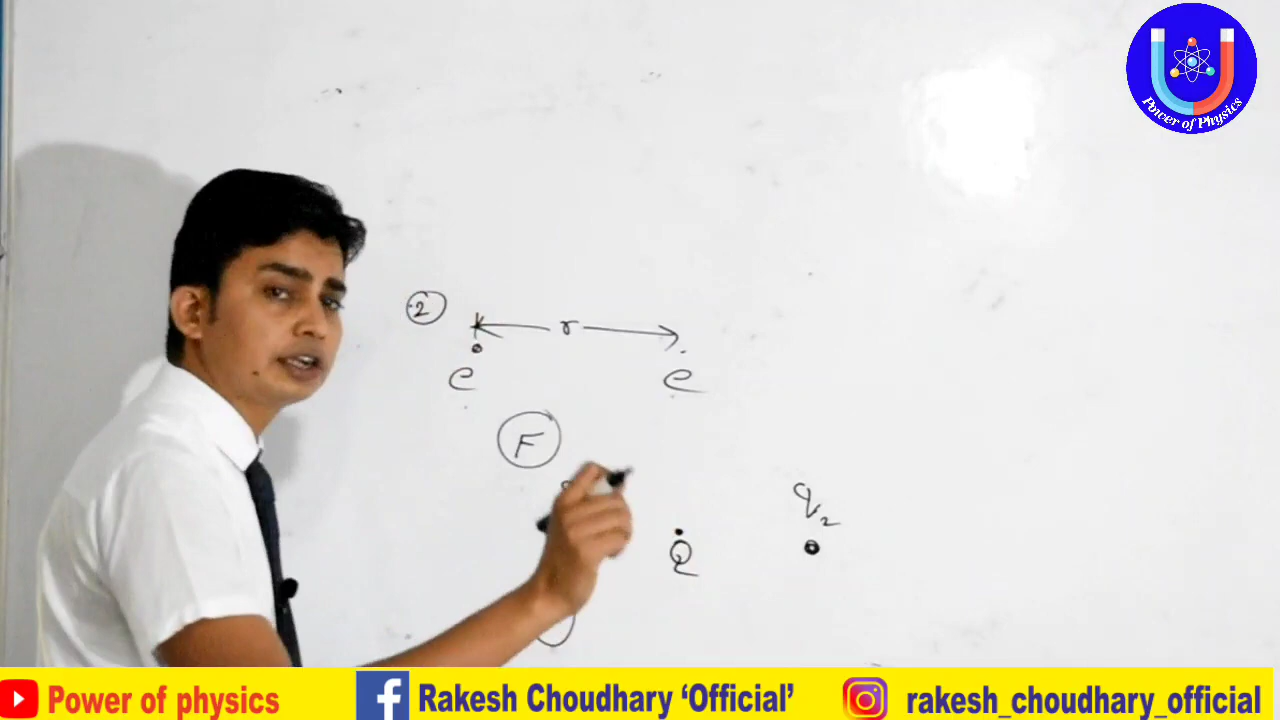 Power of Physics
2 r
e e
F
q2
Q
Power of physics
Rakesh Choudhary ‘Official’
rakesh_choudhary_official